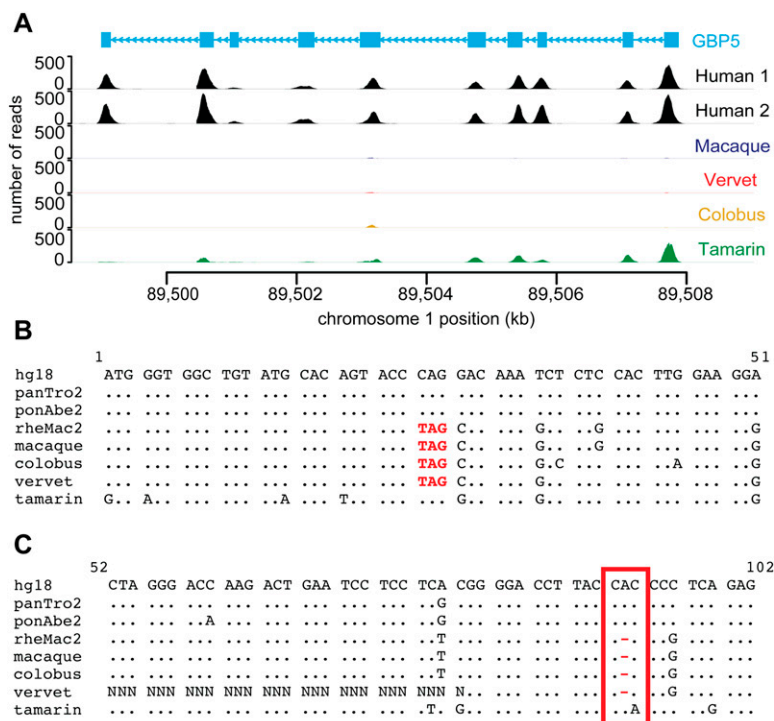 A
GBP5
500
0
Human 1
500
0
Human 2
500
0
Macaque
500
0
Vervet
500
0
Colobus
500
0
Tamarin
number of reads
89,500 89,502 89,504 89,506 89,508
chromosome 1 position (kb)
B
1 51
hg18 ATG GGT GGC TGT ATG CAC AGT ACC CAG GAC AAA TCT CTC CAC TTG GAA GGA
panTro2 ... ... ... ... ... ... ... ... ... ... ... ... ... ... ... ... ...
ponAbe2 ... ... ... ... ... ... ... ... ... ... ... ... ... ... ... ... ...
rheMac2 ... ... ... ... ... ... ... ... TAG C.. ... G.. ..G ... ... ... ..G
macaque ... ... ... ... ... ... ... ... TAG C.. ... G.. ..G ... ... ... ..G
colobus ... ... ... ... ... ... ... ... TAG C.. ... G.C ... ... ..A ... ..G
vervet ... ... ... ... ... ... ... ... TAG C.. ... G.. ... ... ... ... ..G
tamarin G.. A.. ... ... ..A ... T.. ... ... G.. ... G.. ... ... ... ... ..G
C
52 102
hg18 CTA GGG ACC AAG ACT GAA TCC TCC TCA CGG GGA CCT TAC CAC CCC TCA GAG
panTro2 ... ... ... ... ... ... ... ... ..G ... ... ... ... ... ... ... ...
ponAbe2 ... ... ..A ... ... ... ... ... ..G ... ... ... ... ... ... ... ...
rheMac2 ... ... ... ... ... ... ... ... ..T ... ... ... ... .-. ..G ... ...
macaque ... ... ... ... ... ... ... ... ..T ... ... ... ... .-. ..G ... ...
colobus ... ... ... ... ... ... ... ... ..T ... ... ... ... .-. ..G ... ...
vervet NNN NNN NNN NNN NNN NNN NNN NNN NNN N.. ... ... ... .-. ..G ... ...
tamarin ... ... ... ... ... ... ... ... .T. G.. ... ... ... ..A ... ..G ...